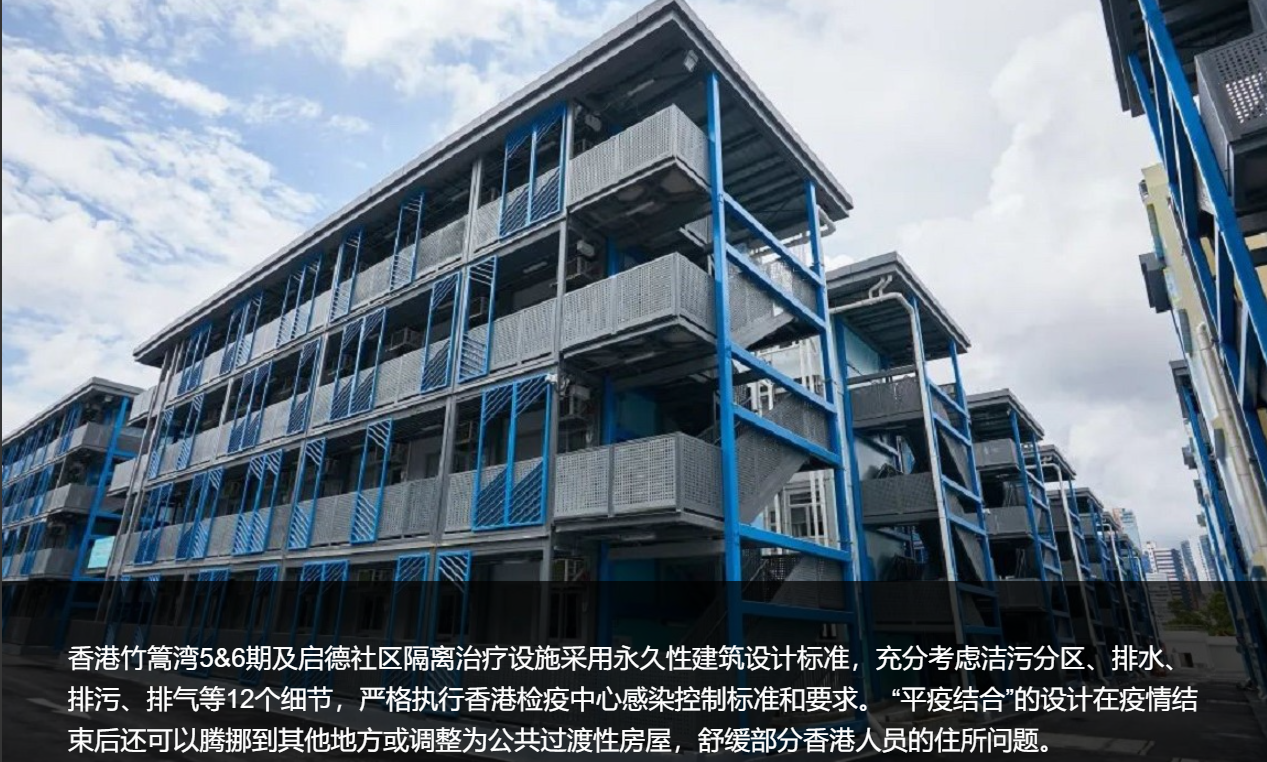 香港竹篙湾5&6期及启德社区隔离治疗设施采用永久性建筑设计标准，充分考虑洁污分区、排水、
排污、排气等12个细节，严格执行香港检疫中心感染控制标准和要求。“平疫结合”的设计在疫情结
束后还可以腾挪到其他地方或调整为公共过渡性房屋，舒缓部分香港人员的住所问题。